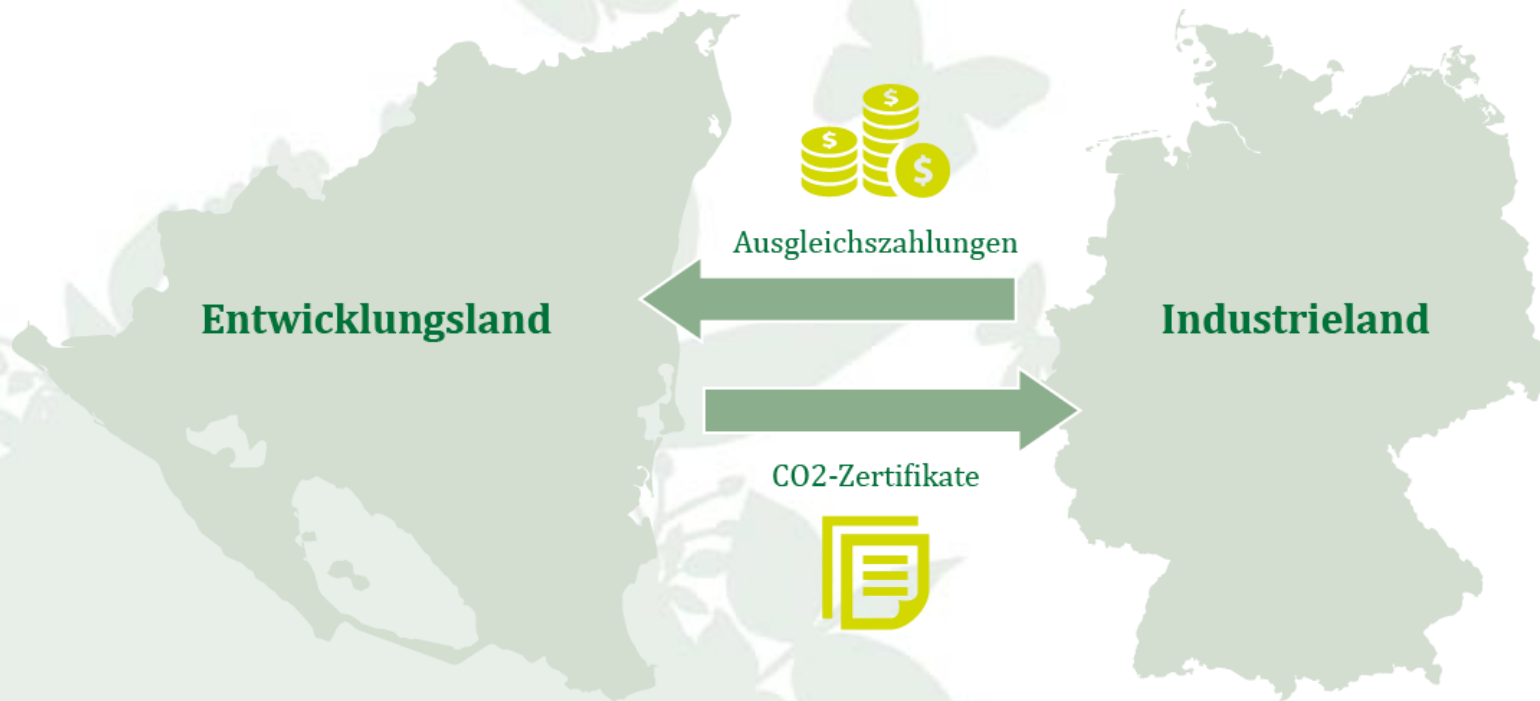 $
$
$
Ausgleichszahlungen
Entwicklungsland
Industrieland
CO2-Zertifikate